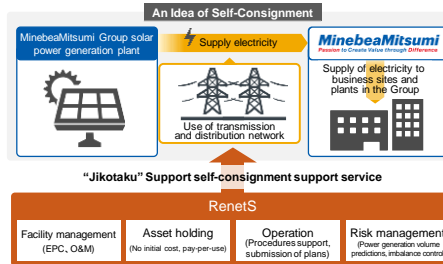 An Idea of Self-Consignment
MinebeaMitsumi Group solar
power generation plant
Supply electricity
MinebeaMitsumi
Passion to Create Value through Difference
Supply of electricity to
business sites and
plants in the Group
Use of transmission
and distribution network
“Jikotaku” Support self-consignment support service
RenetS
Facility management
(EPC、O&M)
Asset holding
(No initial cost, pay-per-use)
Operation
(Procedures support,
submission of plans)
Risk management
(Power generation volume
predictions, imbalance control)